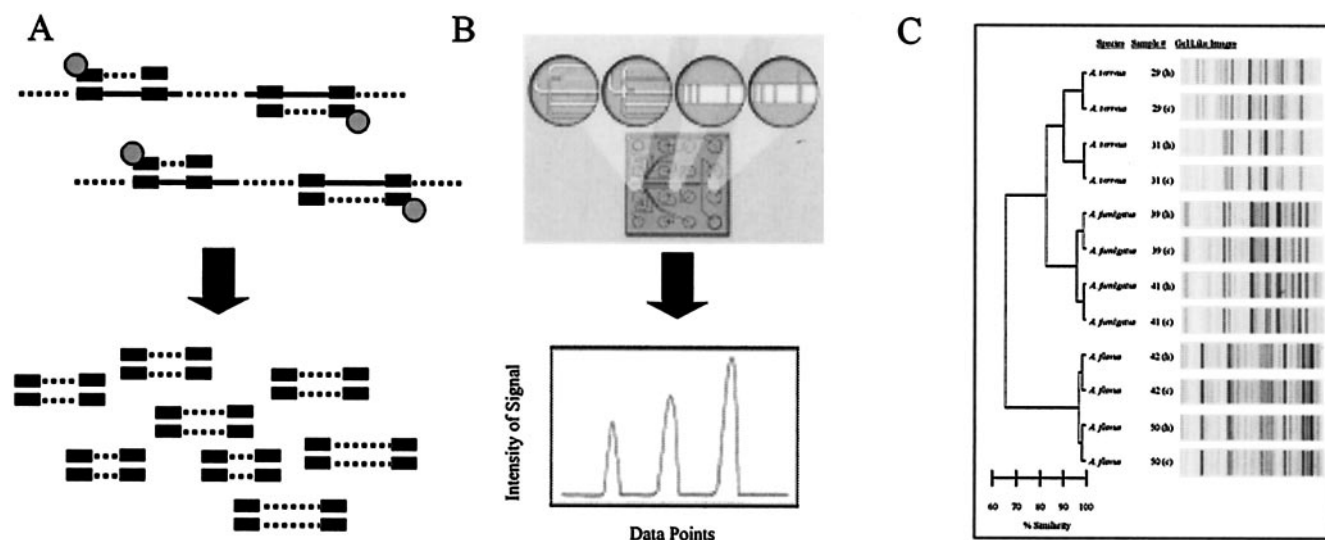 A
B
Intensity of Signal
Data Points
C
Species Sample # Gel Like Images
A. terreus 29 (h)
A. terreus 29 (c)
A. terreus 31 (h)
A. terreus 31 (c)
A. fumigatus 39 (h)
A. fumigatus 39 (c)
A. fumigatus 41 (h)
A. fumigatus 41 (c)
A. flavus 42 (h)
A. flavus 42 (c)
A. flavus 50 (h)
A. flavus 50 (c)
60 70 80 90 100
% Similarity